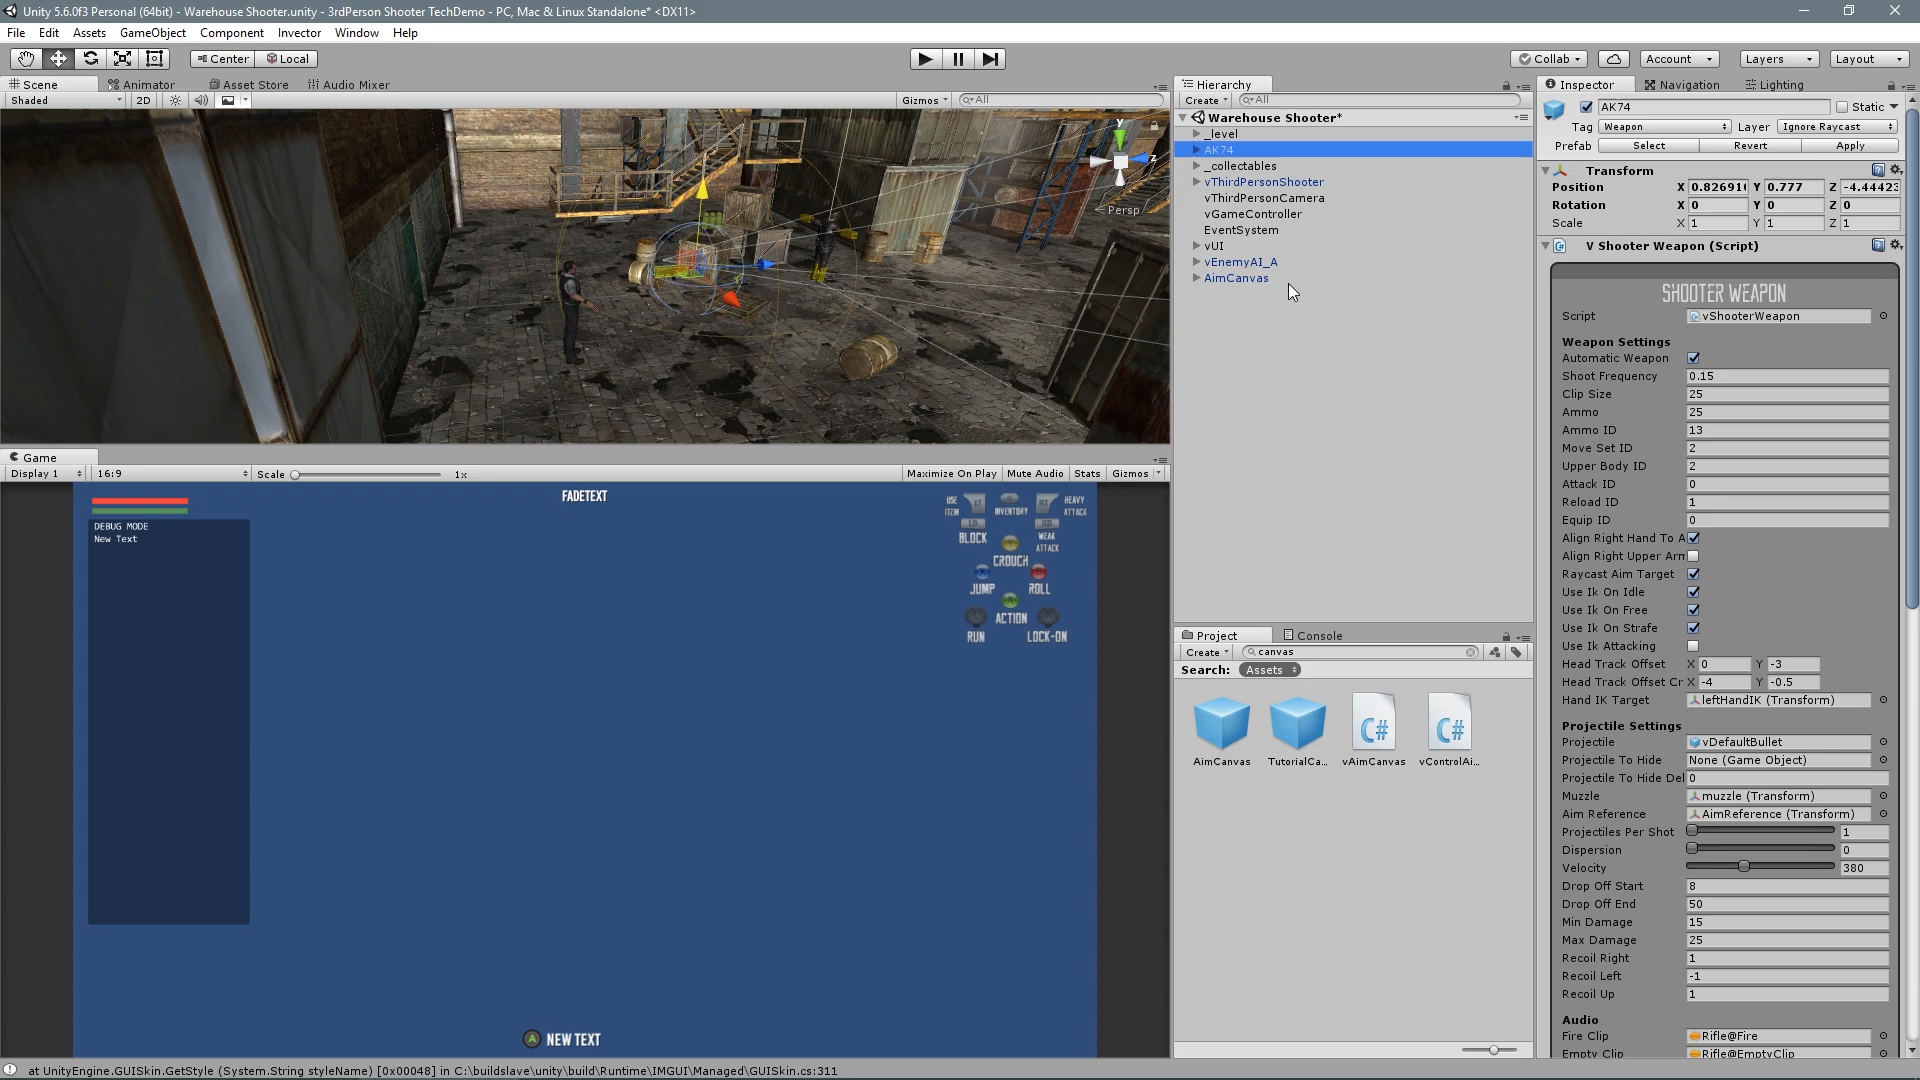 Unity 5.6.0f3 Personal (64bit) - Warehouse Shooter.unity - 3rdPerson Shooter TechDemo - PC, Mac & Linux Standalone* <DX11>
File Edit Assets GameObject Component Invector Window Help
Center Local
Collab Account Layers Layout
Scene Animator Asset Store Audio Mixer
Shaded 2D Gizmos All
y
z
Persp
Game
Display 1 16:9 Scale 1x Maximize On Play Mute Audio Stats Gizmos
FADETEXT
DEBUG MODE
New Text
USE ITEM LT INVENTORY RT HEAVY ATTACK
LB RB
BLOCK
WEAK ATTACK
CROUCH
JUMP ROLL
ACTION
RUN LOCK-ON
A NEW TEXT
Hierarchy
Create All
Warehouse Shooter*
_level
AK74
_collectables
vThirdPersonShooter
vThirdPersonCamera
vGameController
EventSystem
vUI
vEnemyAI_A
AimCanvas
Project Console
Create canvas
Search: Assets
AimCanvas TutorialCa... vAimCanvas vControlAi...
C# C#
Inspector Navigation Lighting
AK74 Static
Tag Weapon Layer Ignore Raycast
Prefab Select Revert Apply
Transform
Position X 0.82691( Y 0.777 Z -4.44423
Rotation X 0 Y 0 Z 0
Scale X 1 Y 1 Z 1
V Shooter Weapon (Script)
SHOOTER WEAPON
Script vShooterWeapon
Weapon Settings
Automatic Weapon
Shoot Frequency 0.15
Clip Size 25
Ammo 25
Ammo ID 13
Move Set ID 2
Upper Body ID 2
Attack ID 0
Reload ID 1
Equip ID 0
Align Right Hand To A
Align Right Upper Arm
Raycast Aim Target
Use Ik On Idle
Use Ik On Free
Use Ik On Strafe
Use Ik Attacking
Head Track Offset X 0 Y -3
Head Track Offset Cr X -4 Y -0.5
Hand IK Target leftHandIK (Transform)
Projectile Settings
Projectile vDefaultBullet
Projectile To Hide None (Game Object)
Projectile To Hide Del 0
Muzzle muzzle (Transform)
Aim Reference AimReference (Transform)
Projectiles Per Shot 1
Dispersion 0
Velocity 380
Drop Off Start 8
Drop Off End 50
Min Damage 15
Max Damage 25
Recoil Right 1
Recoil Left -1
Recoil Up 1
Audio
Fire Clip Rifle@Fire
Empty Clip Rifle@EmptyClip
at UnityEngine.GUISkin.GetStyle (System.String styleName) [0x00048] in C:\buildslave\unity\build\Runtime\IMGUI\Managed\GUISkin.cs:311